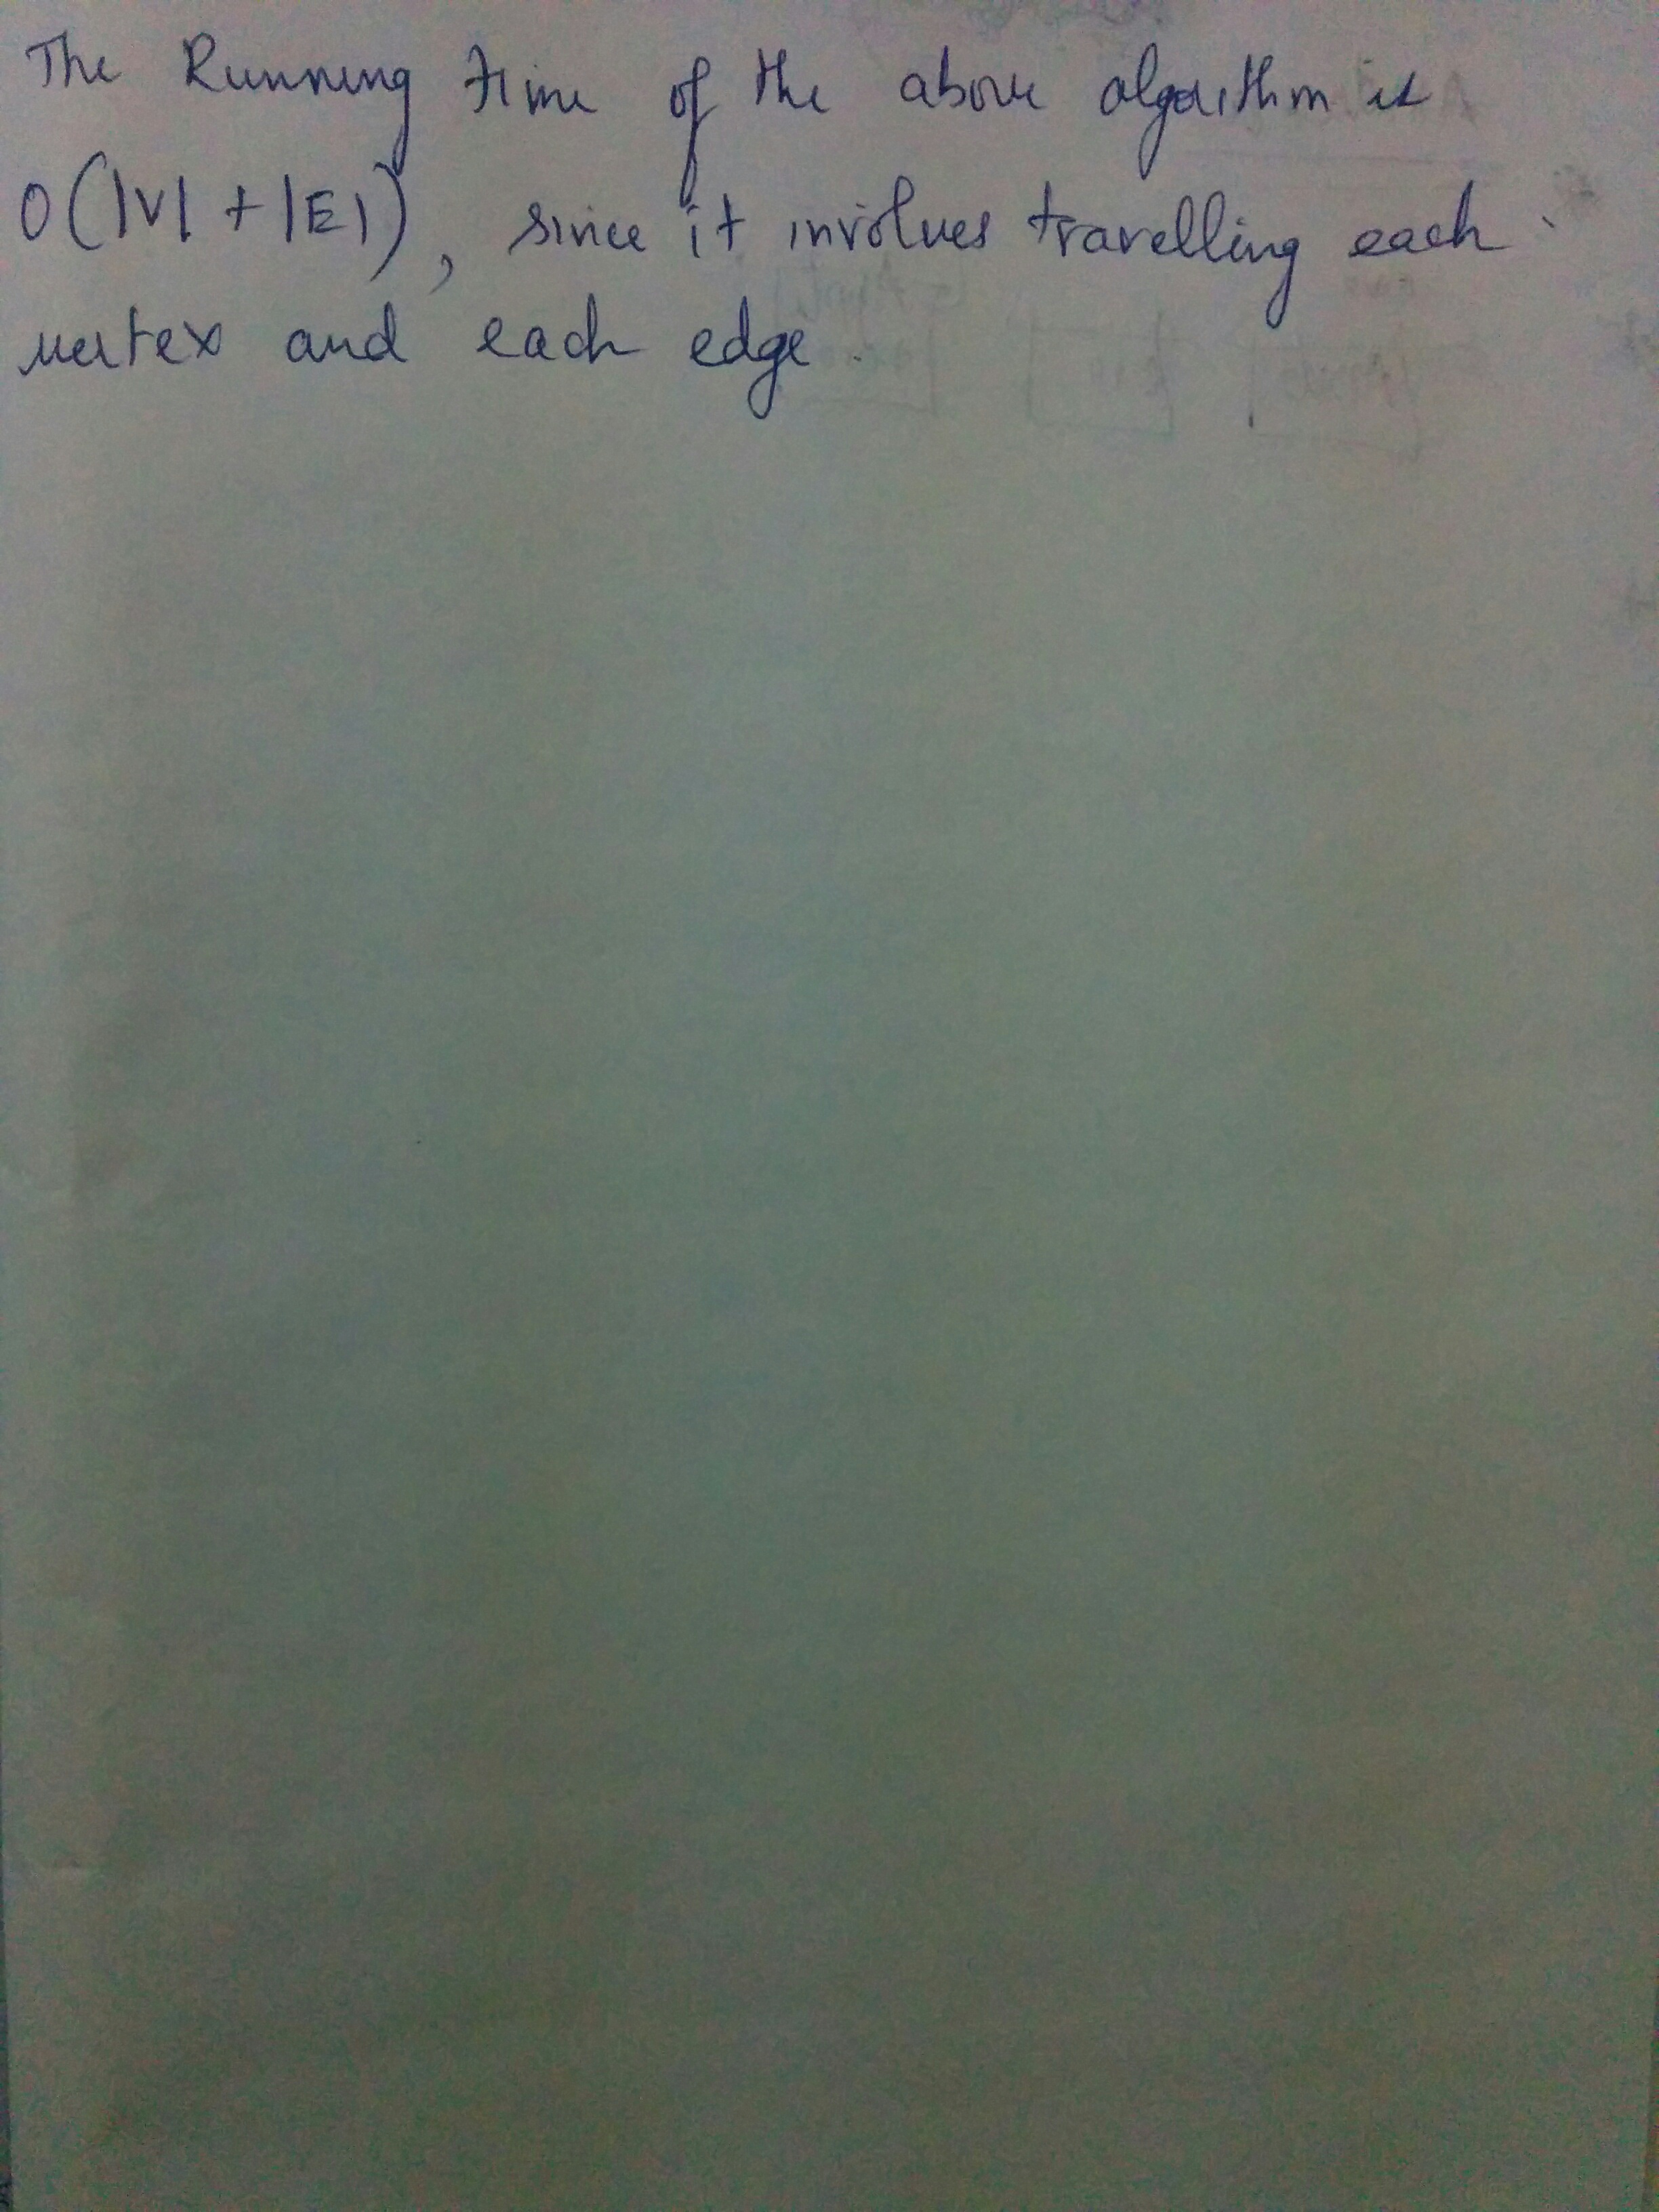 The Running time of the above algorithm is
O(|V| + |E|), since it involves travelling each
vertex and each edge.